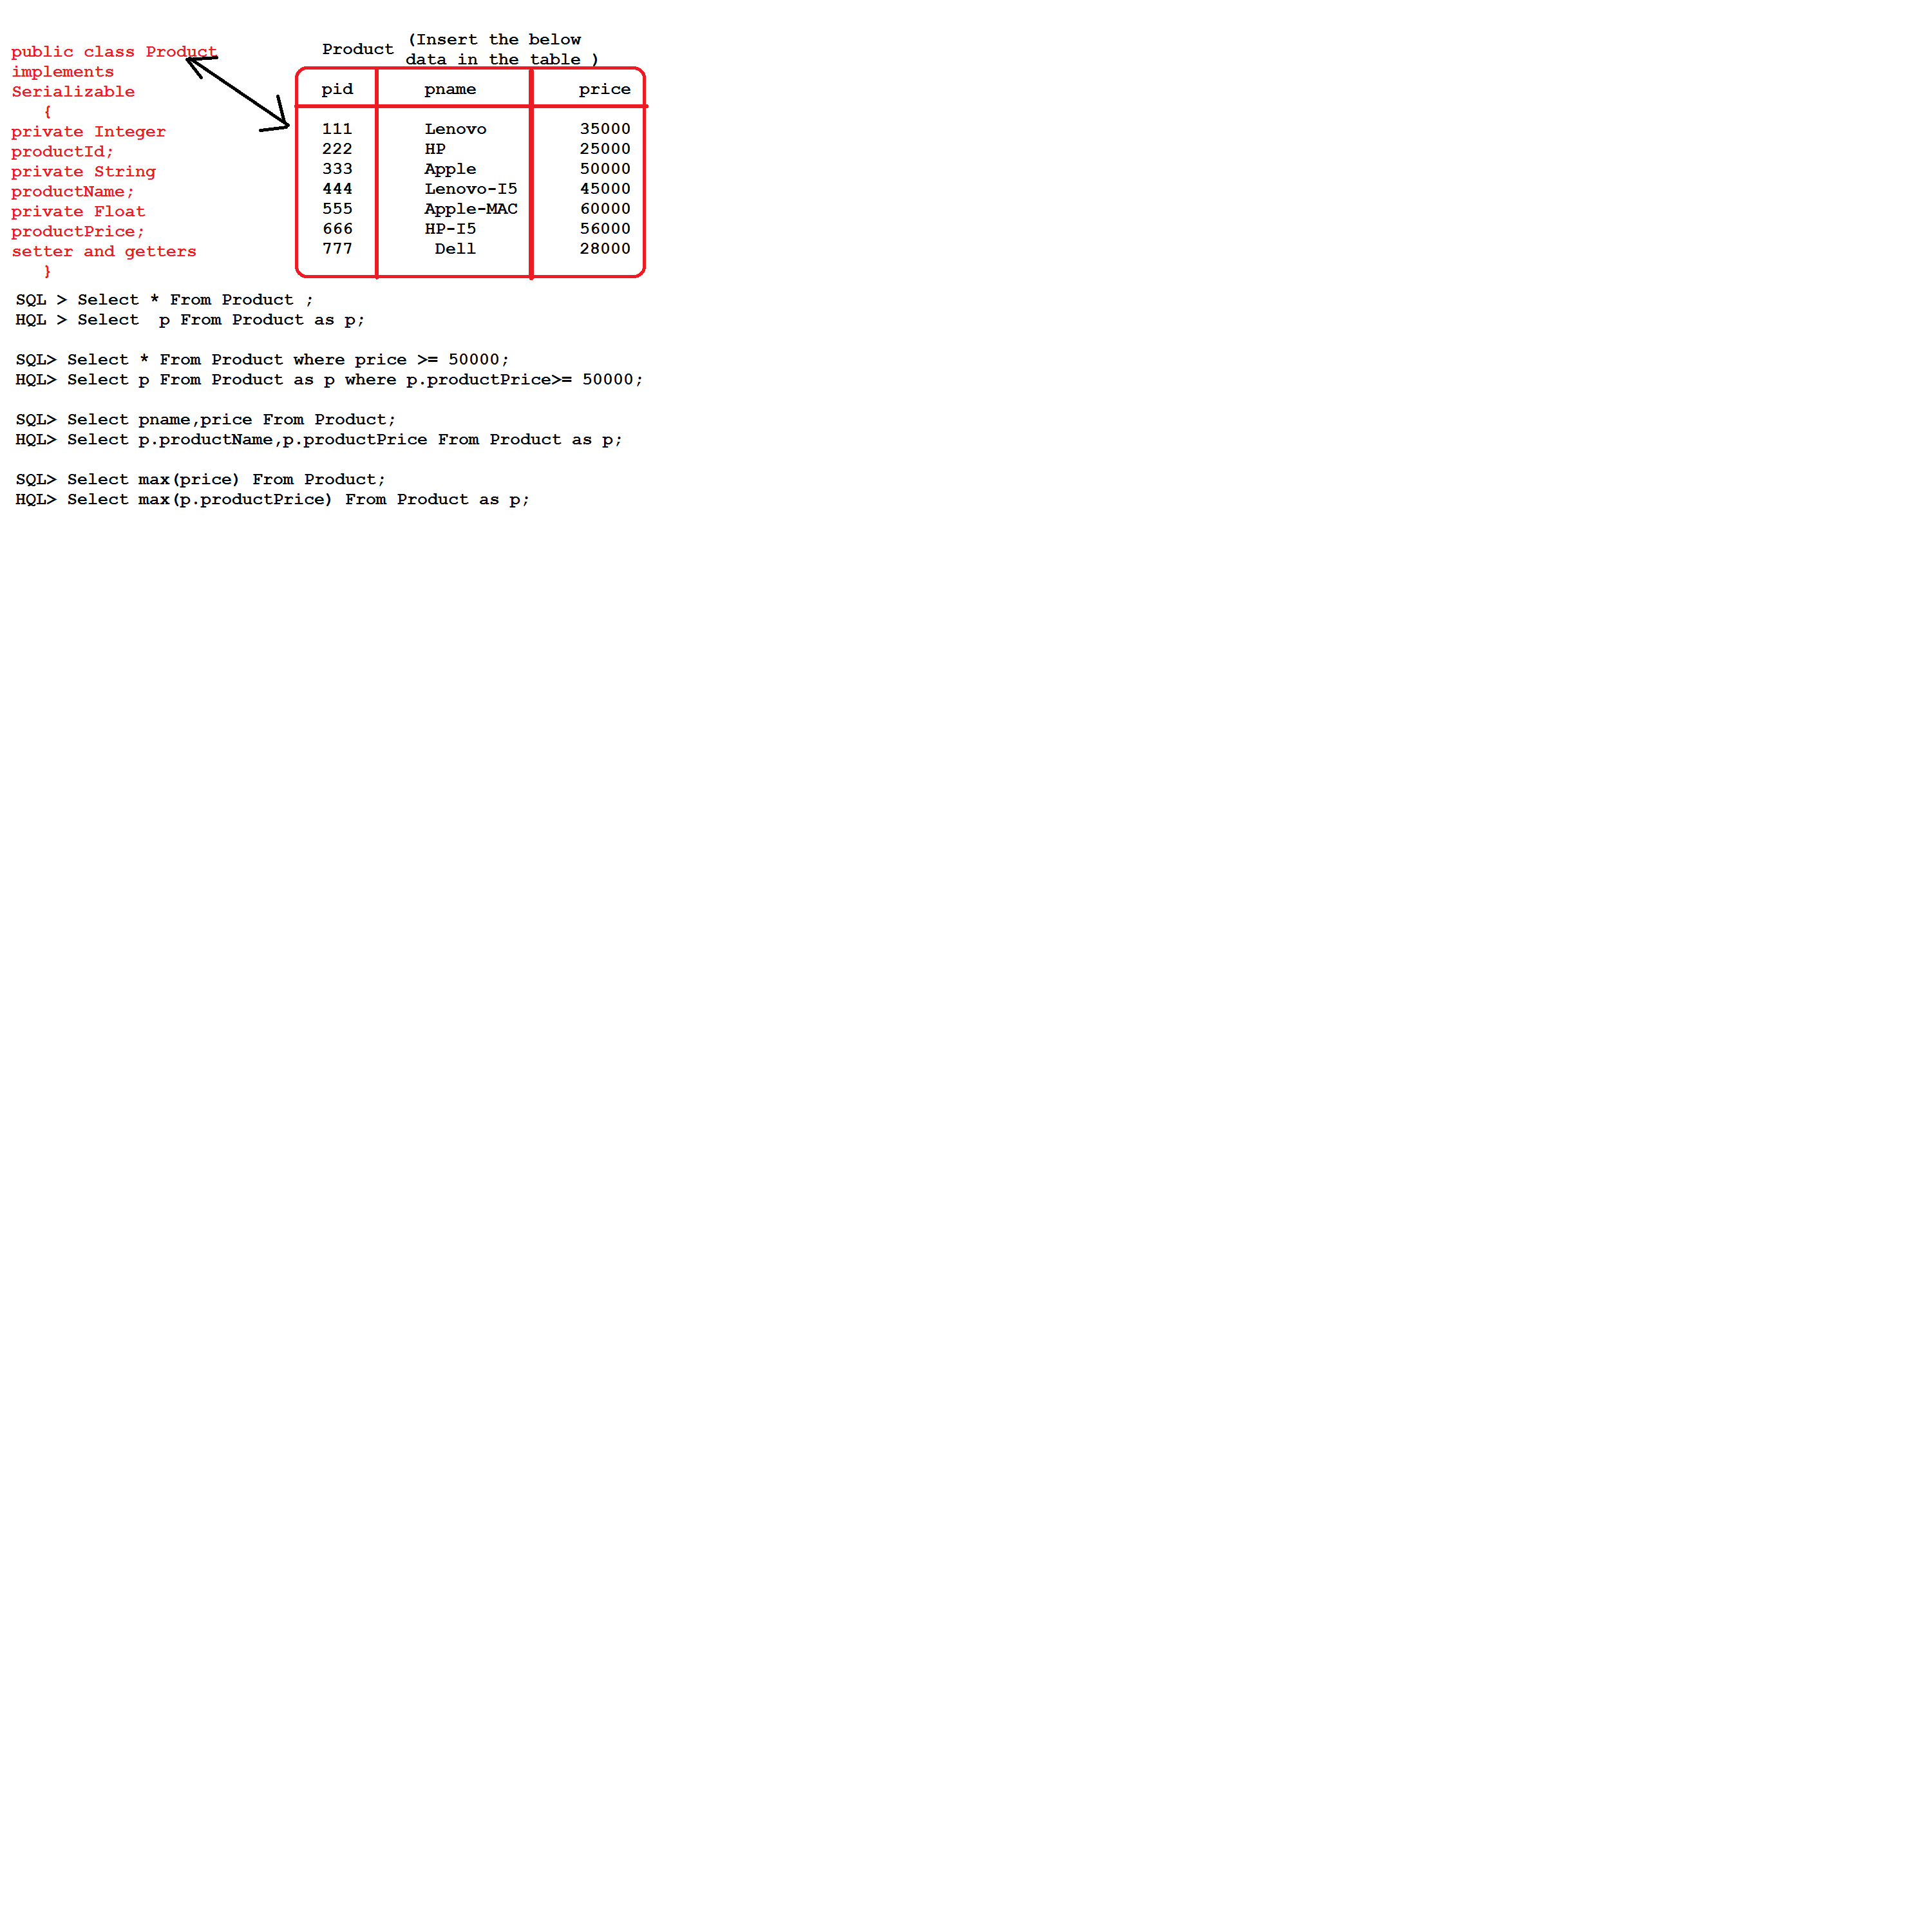 public class Product
implements
Serializable
{
private Integer
productId;
private String
productName;
private Float
productPrice;
setter and getters
}
Product (Insert the below
data in the table )
pid pname price
111 Lenovo 35000
222 HP 25000
333 Apple 50000
444 Lenovo-I5 45000
555 Apple-MAC 60000
666 HP-I5 56000
777 Dell 28000
SQL > Select * From Product ;
HQL > Select  p From Product as p;
SQL> Select * From Product where price >= 50000;
HQL> Select p From Product as p where p.productPrice>= 50000;
SQL> Select pname,price From Product;
HQL> Select p.productName,p.productPrice From Product as p;
SQL> Select max(price) From Product;
HQL> Select max(p.productPrice) From Product as p;